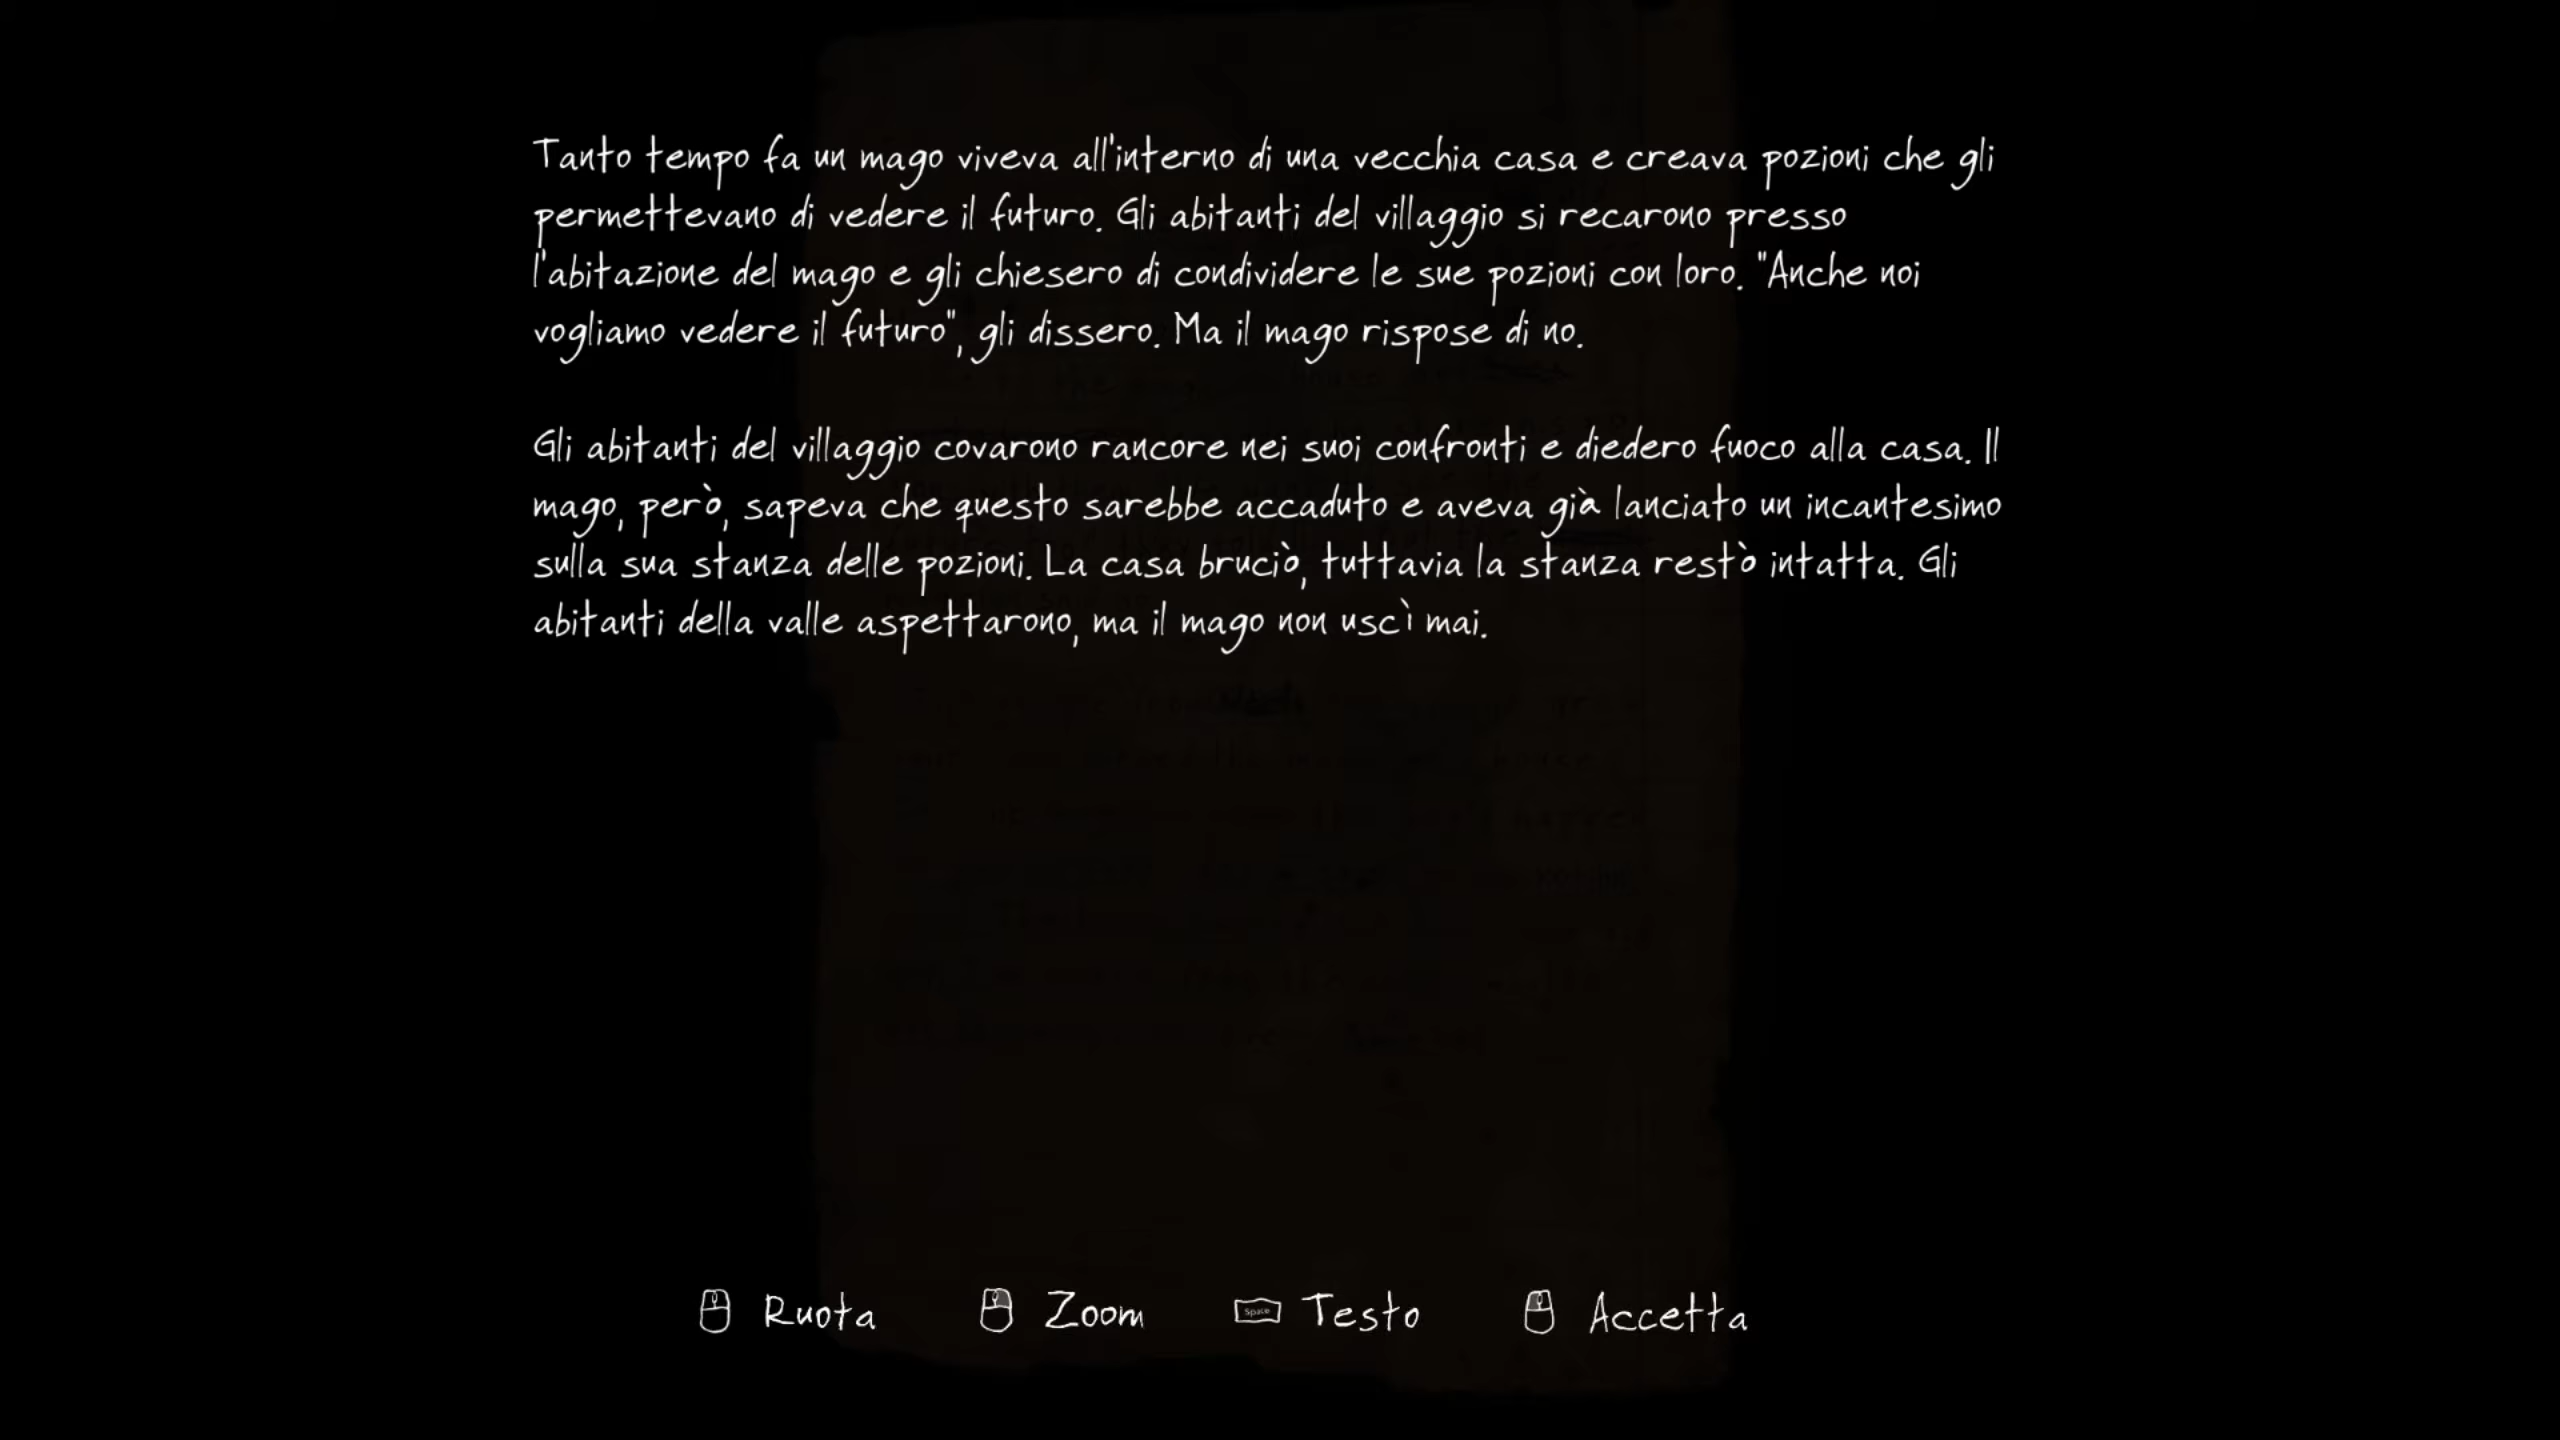 Tanto tempo fa un mago viveva all'interno di una vecchia casa e creava pozioni che gli
permettevano di vedere il futuro. Gli abitanti del villaggio si recarono presso
l'abitazione del mago e gli chiesero di condividere le sue pozioni con loro. "Anche noi
vogliamo vedere il futuro", gli dissero. Ma il mago rispose di no.
Gli abitanti del villaggio covarono rancore nei suoi confronti e diedero fuoco alla casa. Il
mago, però, sapeva che questo sarebbe accaduto e aveva già lanciato un incantesimo
sulla sua stanza delle pozioni. La casa bruciò, tuttavia la stanza restò intatta. Gli
abitanti della valle aspettarono, ma il mago non uscì mai.
Ruota Zoom Space Testo Accetta